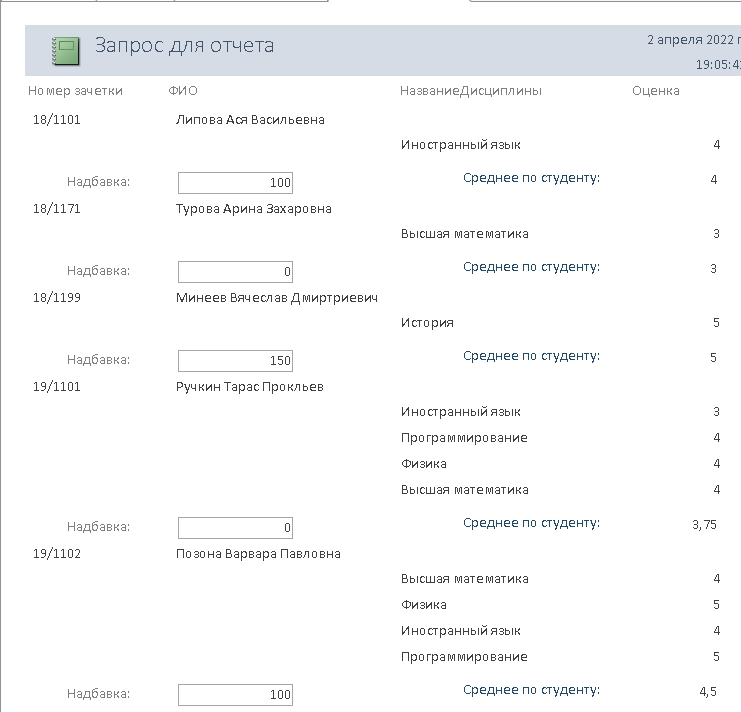 Запрос для отчета
2 апреля 2022 г
19:05:4
Номер зачетки ФИО НазваниеДисциплины Оценка
18/1101 Липова Ася Васильевна
Иностранный язык 4
Надбавка: 100 Среднее по студенту: 4
18/1171 Турова Арина Захаровна
Высшая математика 3
Надбавка: 0 Среднее по студенту: 3
18/1199 Минеев Вячеслав Дмиртриевич
История 5
Надбавка: 150 Среднее по студенту: 5
19/1101 Ручкин Тарас Прокльев
Иностранный язык 3
Программирование 4
Физика 4
Высшая математика 4
Надбавка: 0 Среднее по студенту: 3,75
19/1102 Позона Варвара Павловна
Высшая математика 4
Физика 5
Иностранный язык 4
Программирование 5
Надбавка: 100 Среднее по студенту: 4,5